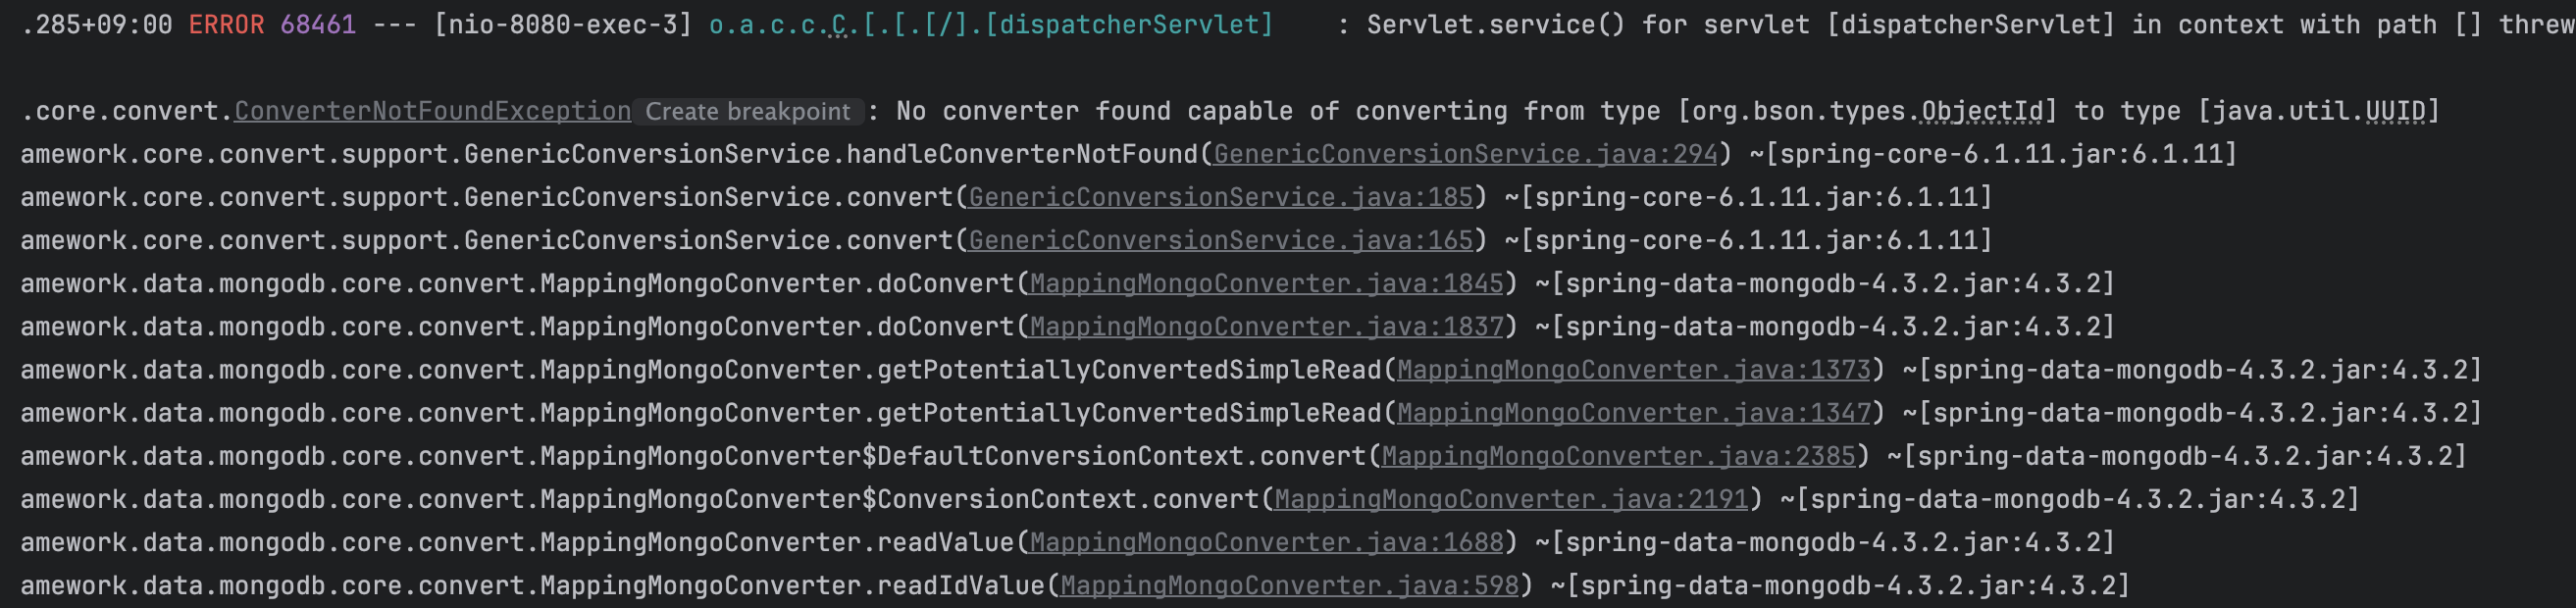 .285+09:00 ERROR 68461 --- [nio-8080-exec-3] o.a.c.c.C.[.[.[/].[dispatcherServlet]    : Servlet.service() for servlet [dispatcherServlet] in context with path [] threw
.core.convert.ConverterNotFoundException Create breakpoint : No converter found capable of converting from type [org.bson.types.ObjectId] to type [java.util.UUID]
amework.core.convert.support.GenericConversionService.handleConverterNotFound(GenericConversionService.java:294) ~[spring-core-6.1.11.jar:6.1.11]
amework.core.convert.support.GenericConversionService.convert(GenericConversionService.java:185) ~[spring-core-6.1.11.jar:6.1.11]
amework.core.convert.support.GenericConversionService.convert(GenericConversionService.java:165) ~[spring-core-6.1.11.jar:6.1.11]
amework.data.mongodb.core.convert.MappingMongoConverter.doConvert(MappingMongoConverter.java:1845) ~[spring-data-mongodb-4.3.2.jar:4.3.2]
amework.data.mongodb.core.convert.MappingMongoConverter.doConvert(MappingMongoConverter.java:1837) ~[spring-data-mongodb-4.3.2.jar:4.3.2]
amework.data.mongodb.core.convert.MappingMongoConverter.getPotentiallyConvertedSimpleRead(MappingMongoConverter.java:1373) ~[spring-data-mongodb-4.3.2.jar:4.3.2]
amework.data.mongodb.core.convert.MappingMongoConverter.getPotentiallyConvertedSimpleRead(MappingMongoConverter.java:1347) ~[spring-data-mongodb-4.3.2.jar:4.3.2]
amework.data.mongodb.core.convert.MappingMongoConverter$DefaultConversionContext.convert(MappingMongoConverter.java:2385) ~[spring-data-mongodb-4.3.2.jar:4.3.2]
amework.data.mongodb.core.convert.MappingMongoConverter$ConversionContext.convert(MappingMongoConverter.java:2191) ~[spring-data-mongodb-4.3.2.jar:4.3.2]
amework.data.mongodb.core.convert.MappingMongoConverter.readValue(MappingMongoConverter.java:1688) ~[spring-data-mongodb-4.3.2.jar:4.3.2]
amework.data.mongodb.core.convert.MappingMongoConverter.readIdValue(MappingMongoConverter.java:598) ~[spring-data-mongodb-4.3.2.jar:4.3.2]